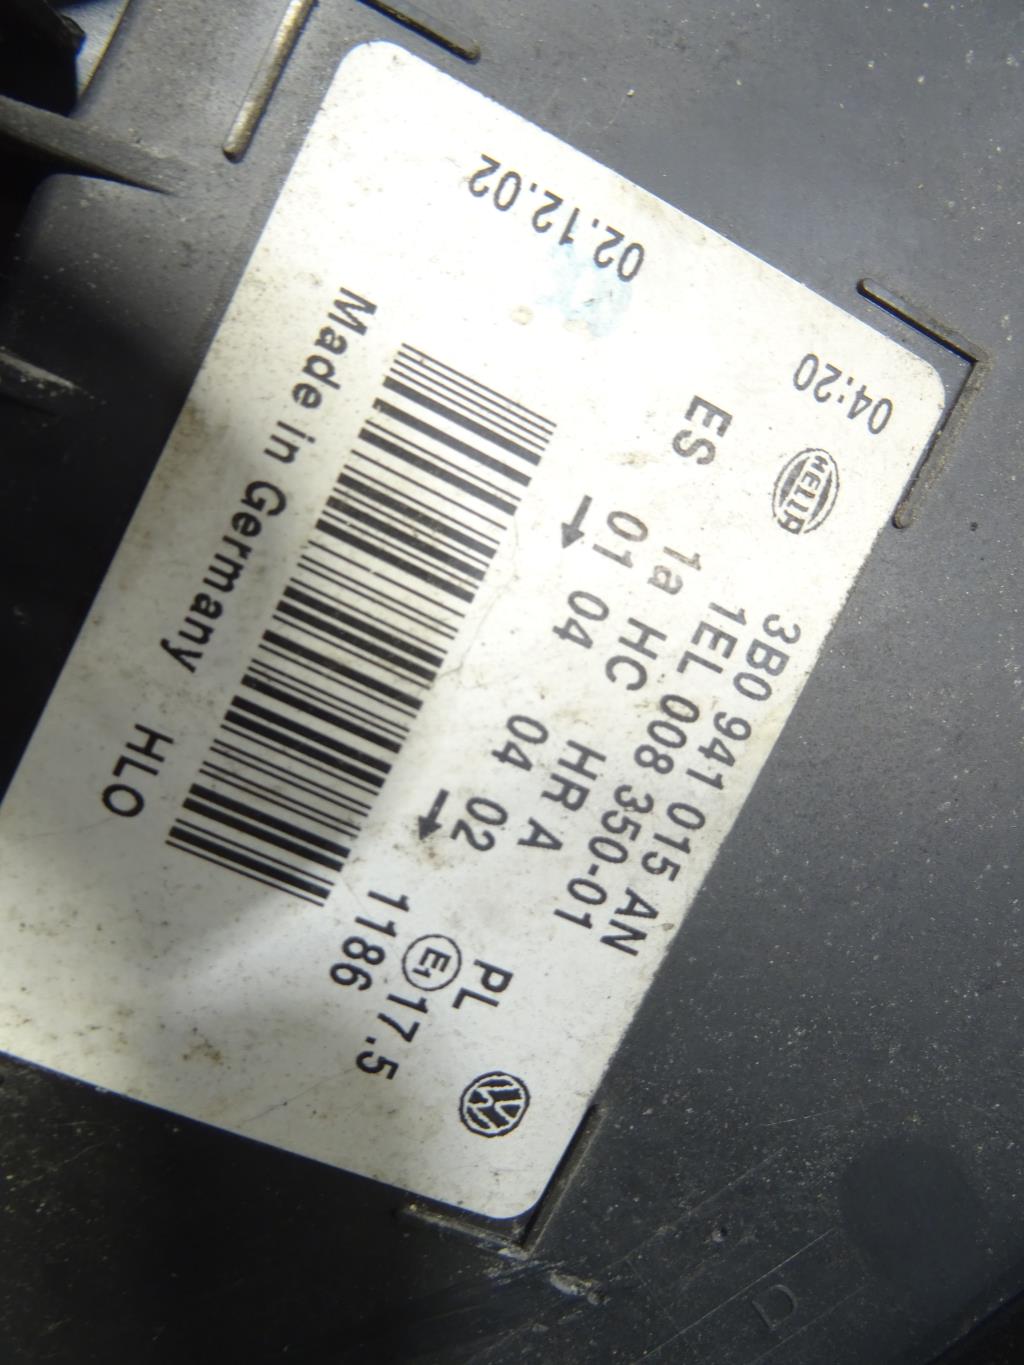 HELLA
3B0 941 015 AN
1EL 008 350-01
ES 1a HC HR A PL
01 04 04 02
E1 17.5
1186
Made in Germany HLO
04:20
02.12.02
D